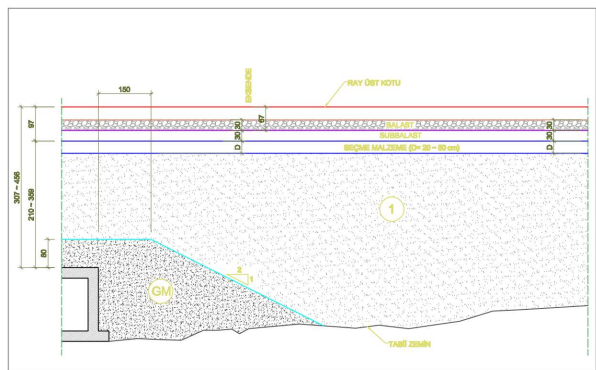 EKSENDE
RAY ÜST KOTU
150
97
307 ~ 456
210 ~ 359
80
67
30
30
D
BALAST
SUBBALAST
SEÇME MALZEME (D= 20 ~ 50 cm)
30
30
D
1
2
1
GM
TABİİ ZEMİN